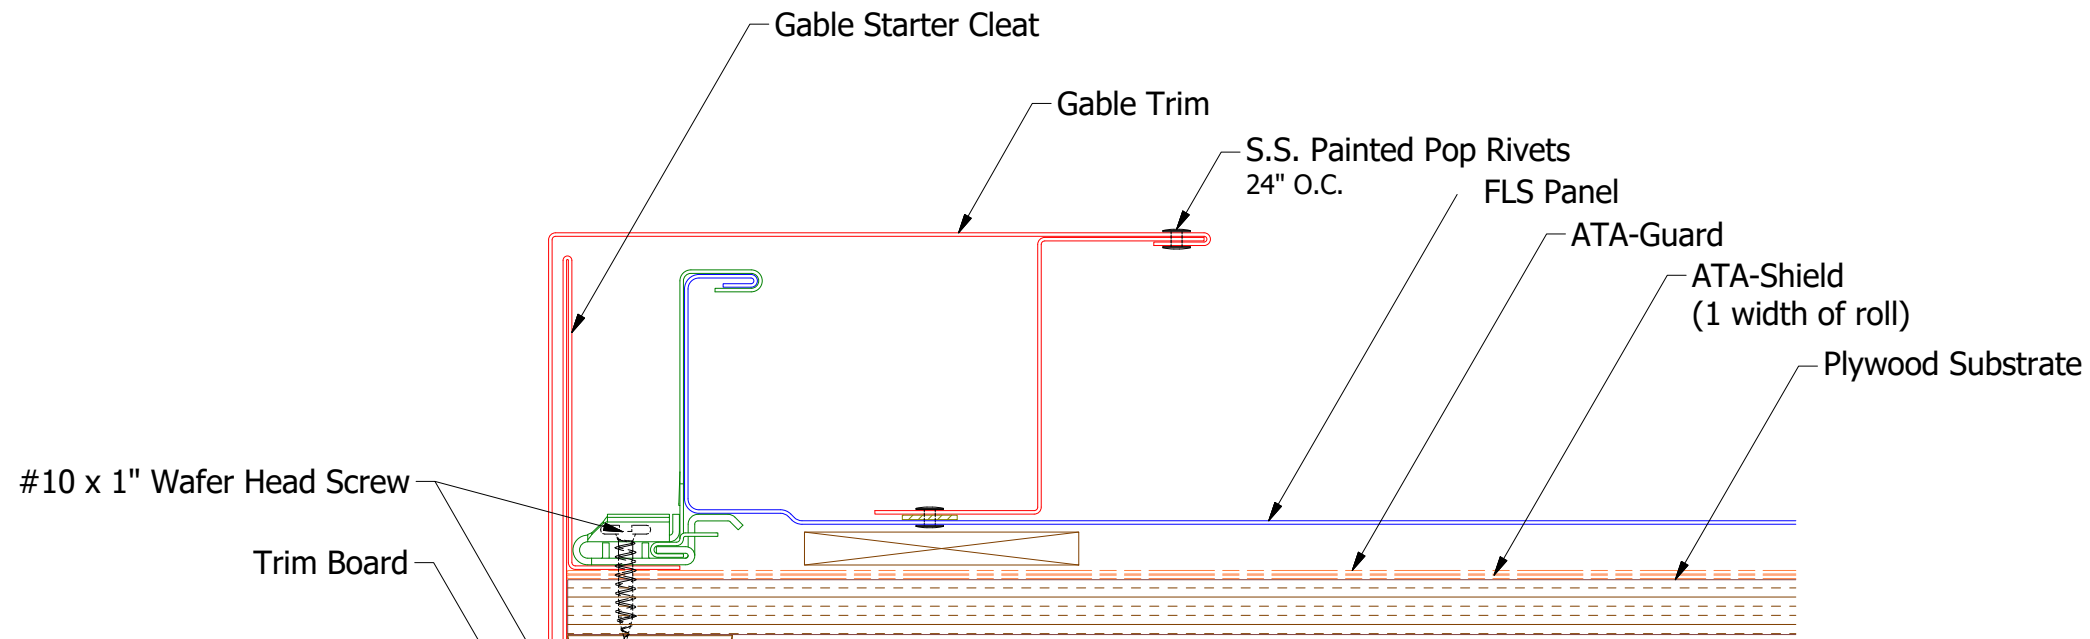 Gable Starter Cleat
Gable Trim
S.S. Painted Pop Rivets
24" O.C.
FLS Panel
ATA-Guard
ATA-Shield
(1 width of roll)
Plywood Substrate
#10 x 1" Wafer Head Screw
Trim Board